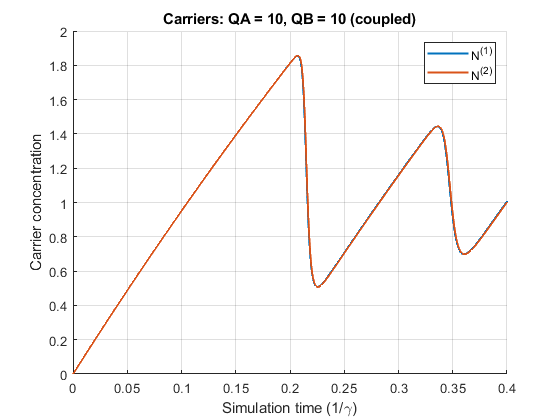 Carriers: QA = 10, QB = 10 (coupled)
N⁽¹⁾
N⁽²⁾
Carrier concentration
2
1.8
1.6
1.4
1.2
1
0.8
0.6
0.4
0.2
0
0 0.05 0.1 0.15 0.2 0.25 0.3 0.35 0.4
Simulation time (1/γ)